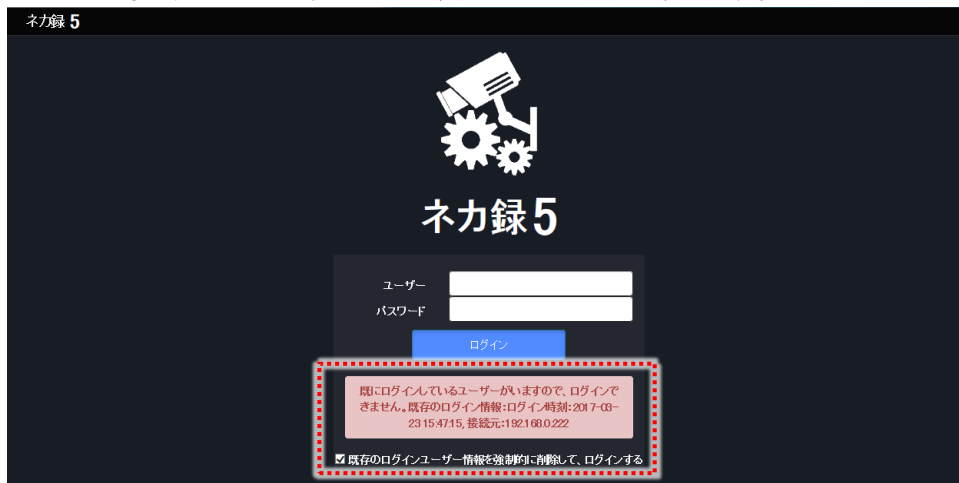 ネカ録 5
ネカ録5
ユーザー
パスワード
ログイン
既にログインしているユーザーがいますので、ログインで
きません。既存のログイン情報:ログイン時刻:2017-03-
23 15:47:15, 接続元:192.168.0.222
既存のログインユーザー情報を強制的に削除して、ログインする